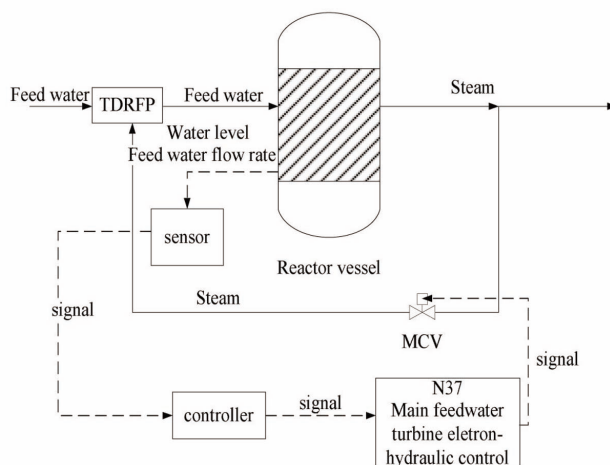 Steam
Feed water
TDRFP
Feed water
Water level
Feed water flow rate
sensor
Reactor vessel
Steam
signal
MCV
signal
controller
signal
N37
Main feedwater
turbine eletron-
hydraulic control